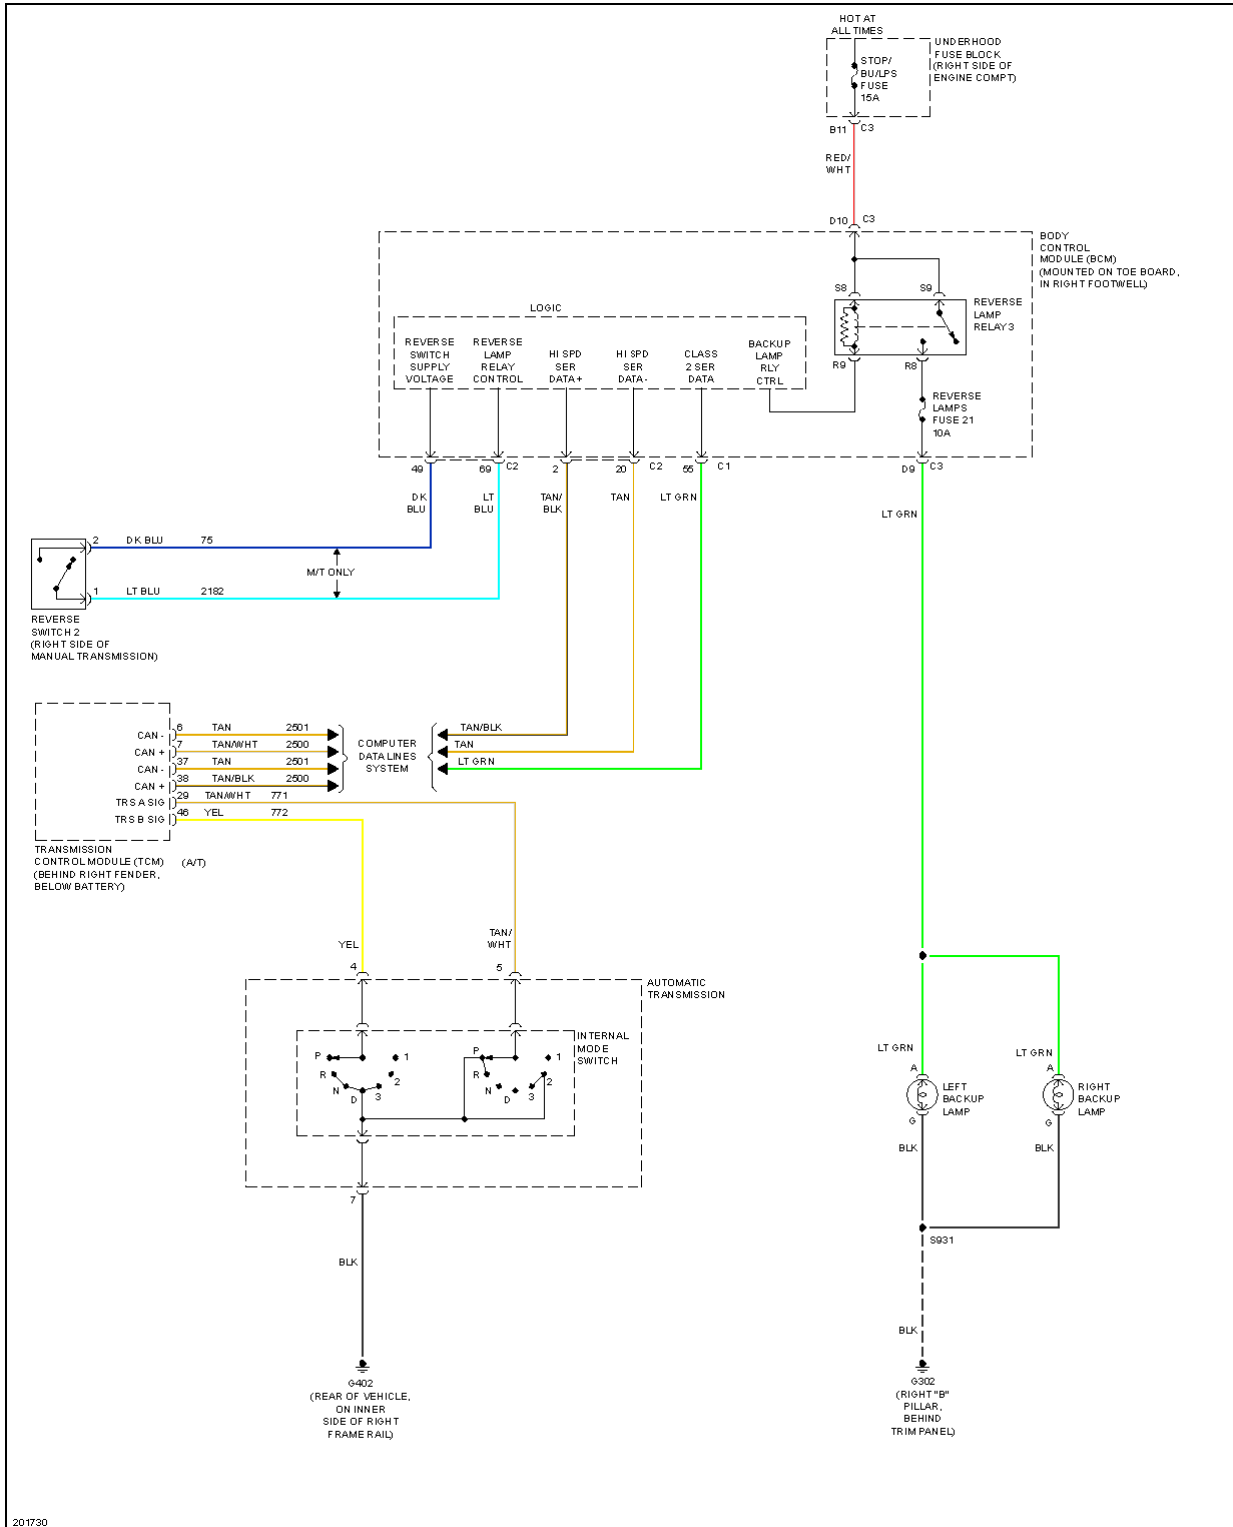 HOT AT
ALL TIMES
UNDERHOOD
FUSE BLOCK
(RIGHT SIDE OF
ENGINE COMPT)
STOP/
BU/LPS
FUSE
15A
B11 C3
RED/
WHT
D10 C3
BODY
CONTROL
MODULE (BCM)
(MOUNTED ON TOE BOARD,
IN RIGHT FOOTWELL)
S8 S9
REVERSE
LAMP
RELAY 3
LOGIC
REVERSE
SWITCH
SUPPLY
VOLTAGE
REVERSE
LAMP
RELAY
CONTROL
HI SPD
SER
DATA+
HI SPD
SER
DATA-
CLASS
2 SER
DATA
BACKUP
LAMP
RLY
CTRL
R9 R8
REVERSE
LAMPS
FUSE 21
10A
49 69 C2 2 20 C2 55 C1 D9 C3
DK
BLU
LT
BLU
TAN/
BLK
TAN
LT GRN
LT GRN
2 DK BLU 75
M/T ONLY
1 LT BLU 2182
REVERSE
SWITCH 2
(RIGHT SIDE OF
MANUAL TRANSMISSION)
CAN - 6 TAN 2501
CAN + 7 TAN/WHT 2500
CAN - 37 TAN 2501
CAN + 38 TAN/BLK 2500
TRS A SIG 29 TAN/WHT 771
TRS B SIG 46 YEL 772
COMPUTER
DATA LINES
SYSTEM
TAN/BLK
TAN
LT GRN
TRANSMISSION
CONTROL MODULE (TCM) (A/T)
(BEHIND RIGHT FENDER,
BELOW BATTERY)
YEL
TAN/
WHT
4 5
AUTOMATIC
TRANSMISSION
INTERNAL
MODE
SWITCH
P R N D 3 2 1
P R N D 3 2 1
7
BLK
G402
(REAR OF VEHICLE,
ON INNER
SIDE OF RIGHT
FRAME RAIL)
LT GRN
LT GRN
A
A
LEFT
BACKUP
LAMP
RIGHT
BACKUP
LAMP
G
G
BLK
BLK
S931
BLK
G302
(RIGHT "B"
PILLAR,
BEHIND
TRIM PANEL)
201730